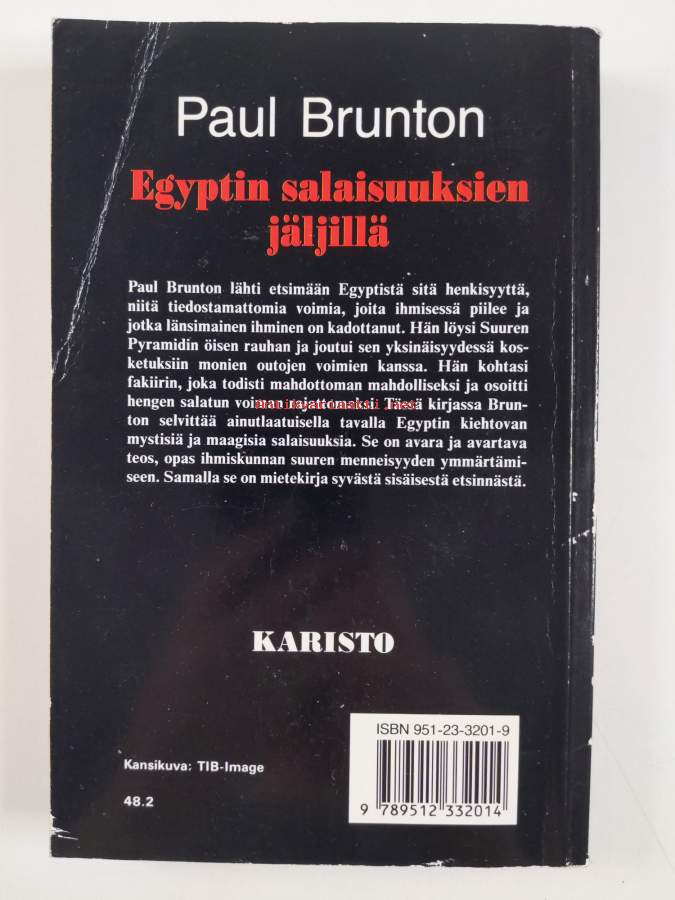 Paul Brunton
Egyptin salaisuuksien
jäljillä
Paul Brunton lähti etsimään Egyptistä sitä henkisyyttä,
niitä tiedostamattomia voimia, joita ihmisessä piilee ja
jotka länsimainen ihminen on kadottanut. Hän löysi Suuren
Pyramidin öisen rauhan ja joutui sen yksinäisyydessä kos-
ketuksiin monien outojen voimien kanssa. Hän kohtasi
fakiirin, joka todisti mahdottoman mahdolliseksi ja osoitti
hengen salatun voiman rajattomaksi. Tässä kirjassa Brun-
ton selvittää ainutlaatuisella tavalla Egyptin kiehtovan
mystisiä ja maagisia salaisuuksia. Se on avara ja avartava
teos, opas ihmiskunnan suuren menneisyyden ymmärtämi-
seen. Samalla se on mietekirja syvästä sisäisestä etsinnästä.
KARISTO
ISBN 951-23-3201-9
9 789512 332014
Kansikuva: TIB-Image
48.2